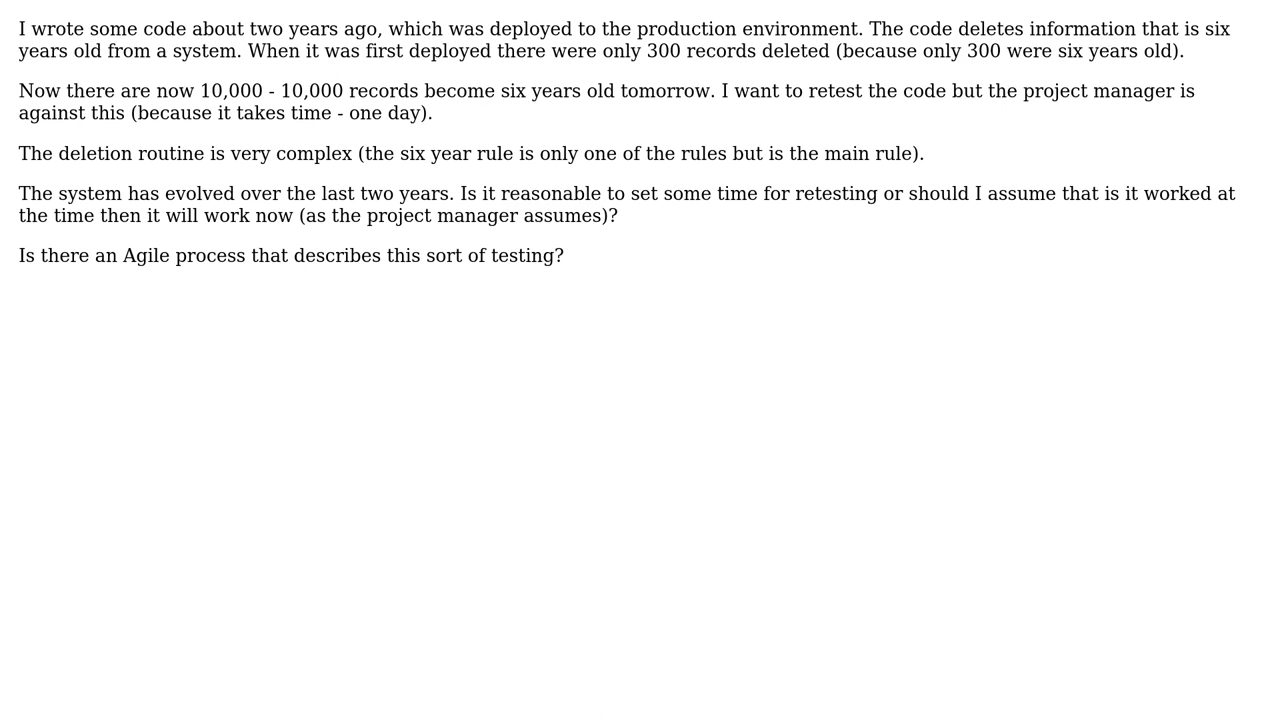 I wrote some code about two years ago, which was deployed to the production environment. The code deletes information that is six
years old from a system. When it was first deployed there were only 300 records deleted (because only 300 were six years old).
Now there are now 10,000 - 10,000 records become six years old tomorrow. I want to retest the code but the project manager is
against this (because it takes time - one day).
The deletion routine is very complex (the six year rule is only one of the rules but is the main rule).
The system has evolved over the last two years. Is it reasonable to set some time for retesting or should I assume that is it worked at
the time then it will work now (as the project manager assumes)?
Is there an Agile process that describes this sort of testing?